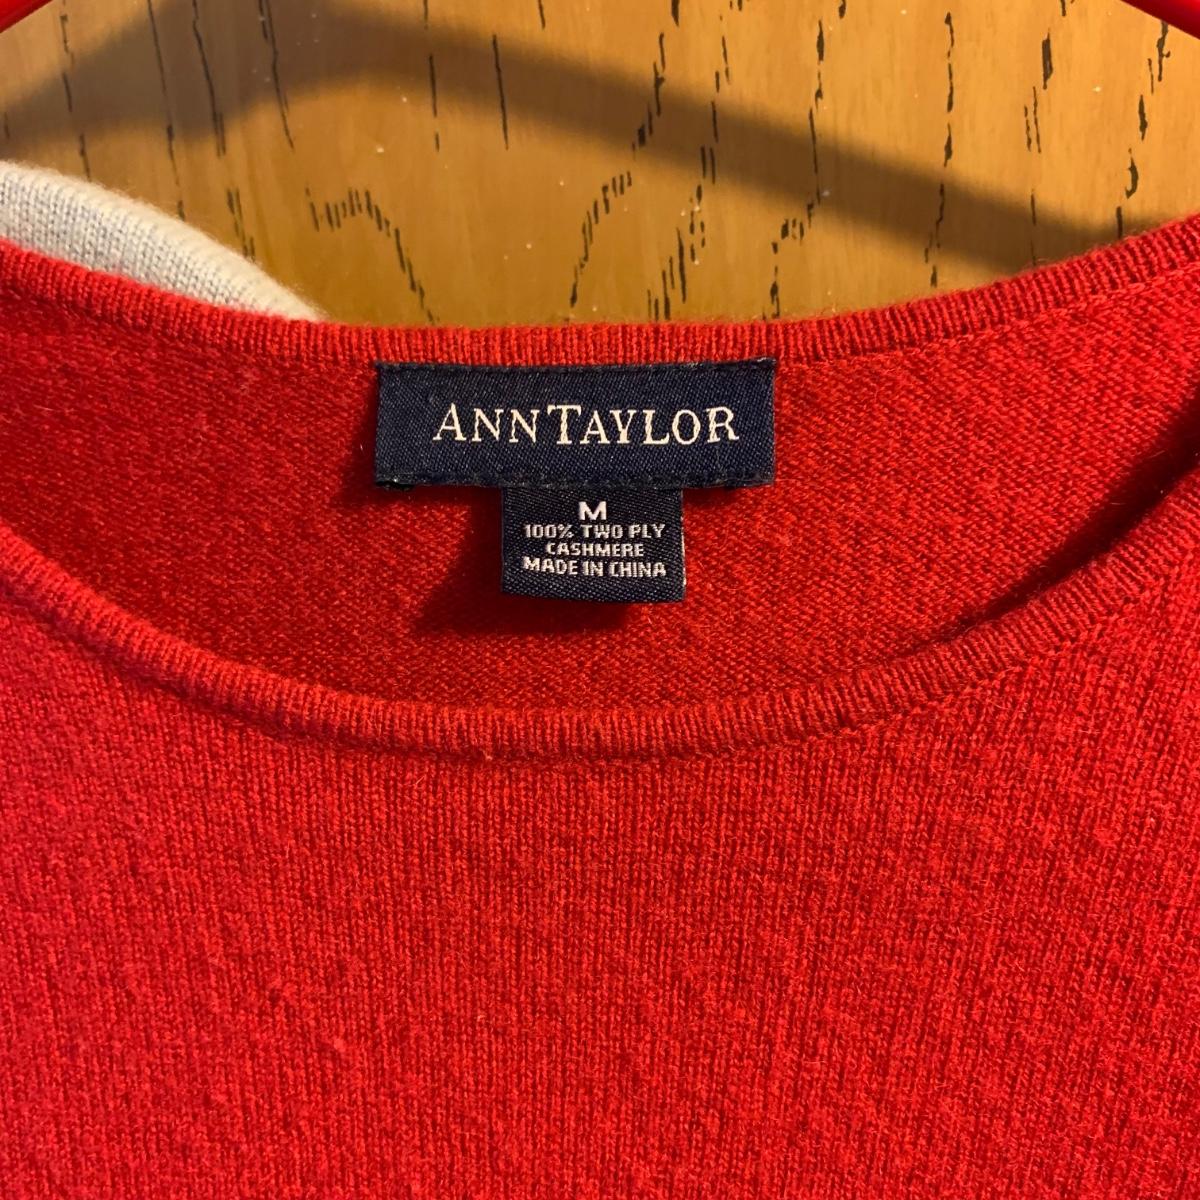 ANNTAYLOR
M
100% TWO PLY
CASHMERE
MADE IN CHINA